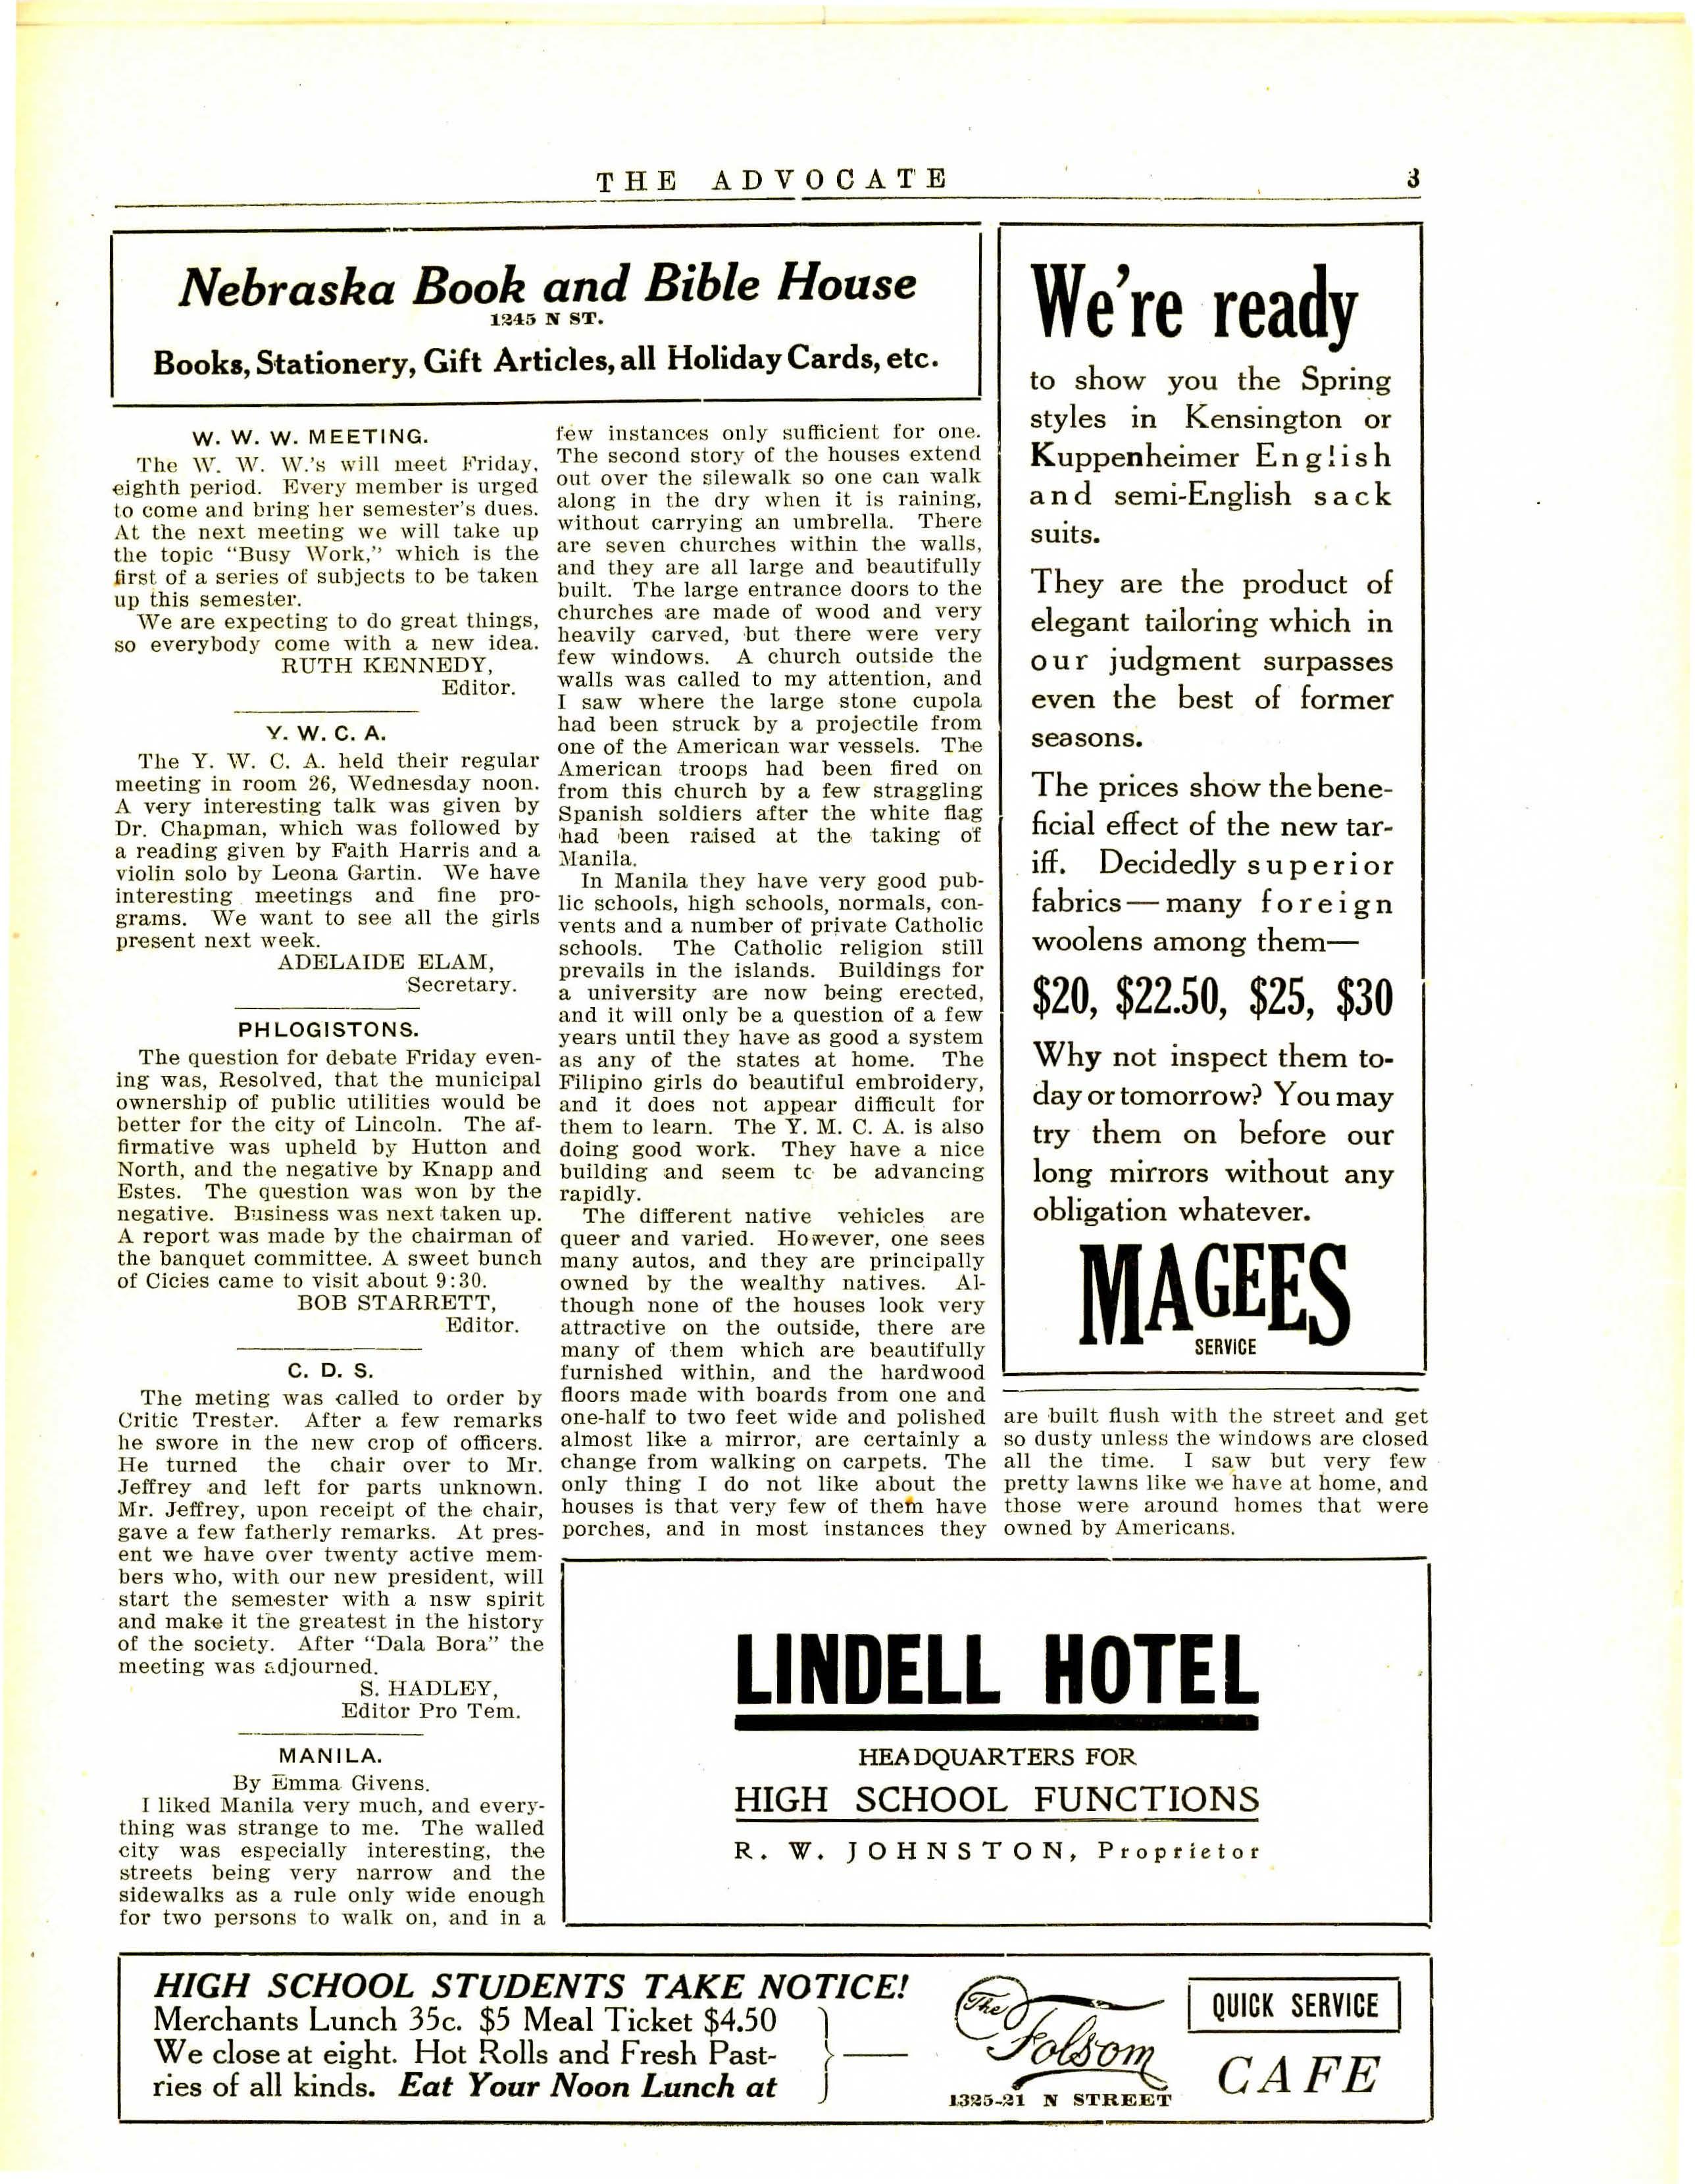 THE ADVOCATE
3
Nebraska Book and Bible House
1245 N ST.
Books, Stationery, Gift Articles, all Holiday Cards, etc.
W. W. W. MEETING.
The W. W. W.'s will meet Friday,
eighth period. Every member is urged
to come and bring her semester's dues.
At the next meeting we will take up
the topic "Busy Work," which is the
first of a series of subjects to be taken
up this semester.
We are expecting to do great things,
so everybody come with a new idea.
RUTH KENNEDY,
Editor.
Y. W. C. A.
The Y. W. C. A. held their regular
meeting in room 26, Wednesday noon.
A very interesting talk was given by
Dr. Chapman, which was followed by
a reading given by Faith Harris and a
violin solo by Leona Gartin. We have
interesting meetings and fine pro-
grams. We want to see all the girls
present next week.
ADELAIDE ELAM,
Secretary.
PHLOGISTONS.
The question for debate Friday even-
ing was, Resolved, that the municipal
ownership of public utilities would be
better for the city of Lincoln. The af-
firmative was upheld by Hutton and
North, and the negative by Knapp and
Estes. The question was won by the
negative. Business was next taken up.
A report was made by the chairman of
the banquet committee. A sweet bunch
of Cicies came to visit about 9:30.
BOB STARRETT,
Editor.
C. D. S.
The meting was called to order by
Critic Trester. After a few remarks
he swore in the new crop of officers.
He turned the chair over to Mr.
Jeffrey and left for parts unknown.
Mr. Jeffrey, upon receipt of the chair,
gave a few fatherly remarks. At pres-
ent we have over twenty active mem-
bers who, with our new president, will
start the semester with a nsw spirit
and make it the greatest in the history
of the society. After "Dala Bora" the
meeting was adjourned.
S. HADLEY,
Editor Pro Tem.
MANILA.
By Emma Givens.
I liked Manila very much, and every-
thing was strange to me. The walled
city was especially interesting, the
streets being very narrow and the
sidewalks as a rule only wide enough
for two persons to walk on, and in a
few instances only sufficient for one.
The second story of the houses extend
out over the silewalk so one can walk
along in the dry when it is raining,
without carrying an umbrella. There
are seven churches within the walls,
and they are all large and beautifully
built. The large entrance doors to the
churches are made of wood and very
heavily carved, but there were very
few windows. A church outside the
walls was called to my attention, and
I saw where the large stone cupola
had been struck by a projectile from
one of the American war vessels. The
American troops had been fired on
from this church by a few straggling
Spanish soldiers after the white flag
had been raised at the taking of
Manila.
In Manila they have very good pub-
lic schools, high schools, normals, con-
vents and a number of private Catholic
schools. The Catholic religion still
prevails in the islands. Buildings for
a university are now being erected,
and it will only be a question of a few
years until they have as good a system
as any of the states at home. The
Filipino girls do beautiful embroidery,
and it does not appear difficult for
them to learn. The Y. M. C. A. is also
doing good work. They have a nice
building and seem to be advancing
rapidly.
The different native vehicles are
queer and varied. However, one sees
many autos, and they are principally
owned by the wealthy natives. Al-
though none of the houses look very
attractive on the outside, there are
many of them which are beautifully
furnished within, and the hardwood
floors made with boards from one and
one-half to two feet wide and polished
almost like a mirror, are certainly a
change from walking on carpets. The
only thing I do not like about the
houses is that very few of them have
porches, and in most instances they
are built flush with the street and get
so dusty unless the windows are closed
all the time. I saw but very few
pretty lawns like we have at home, and
those were around homes that were
owned by Americans.
We're ready
to show you the Spring
styles in Kensington or
Kuppenheimer English
and semi-English sack
suits.
They are the product of
elegant tailoring which in
our judgment surpasses
even the best of former
seasons.
The prices show the bene-
ficial effect of the new tar-
iff. Decidedly superior
fabrics—many foreign
woolens among them—
$20, $22.50, $25, $30
Why not inspect them to-
day or tomorrow? You may
try them on before our
long mirrors without any
obligation whatever.
MAGEES
SERVICE
LINDELL HOTEL
HEADQUARTERS FOR
HIGH SCHOOL FUNCTIONS
R. W. JOHNSTON, Proprietor
HIGH SCHOOL STUDENTS TAKE NOTICE!
Merchants Lunch 35c. $5 Meal Ticket $4.50
We close at eight. Hot Rolls and Fresh Past-
ries of all kinds. Eat Your Noon Lunch at
The Folsom
1325-21 N STREET
QUICK SERVICE
CAFE